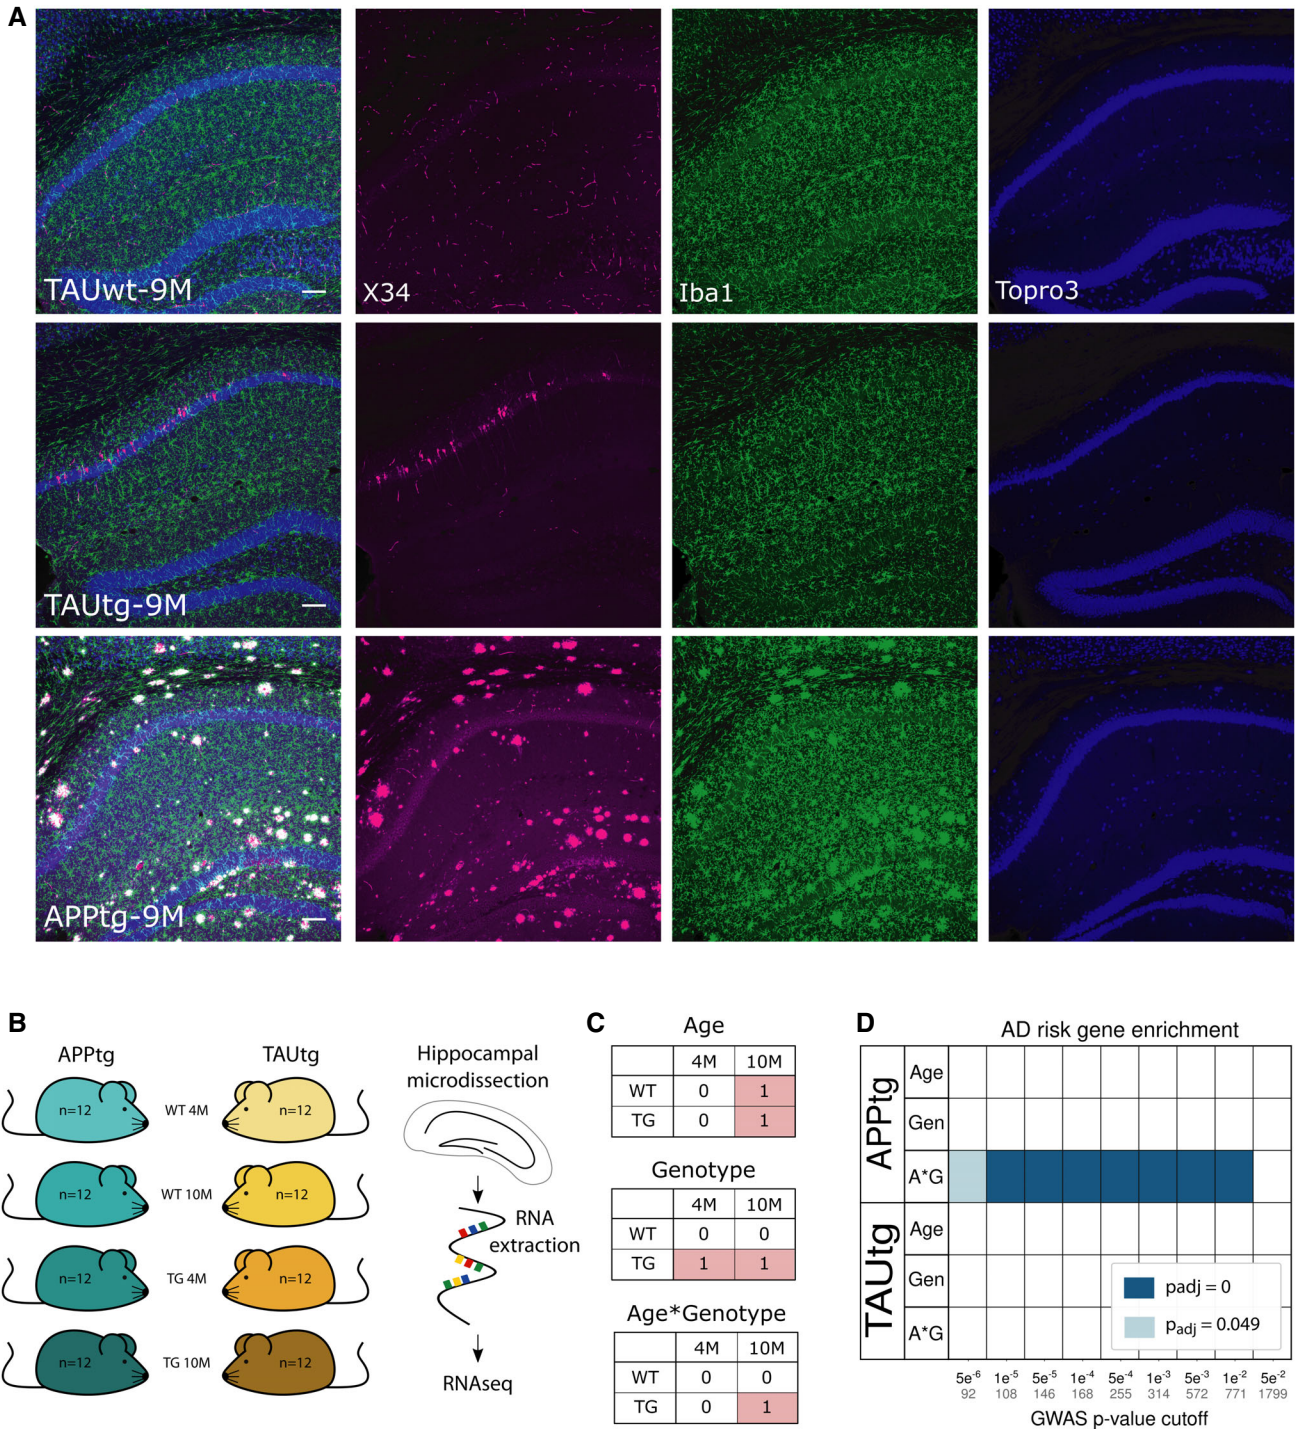 A
TAUwt-9M
X34
Iba1
Topro3
TAUtg-9M
APPtg-9M
B
APPtg
TAUtg
n=12
WT 4M
n=12
n=12
WT 10M
n=12
n=12
TG 4M
n=12
n=12
TG 10M
n=12
Hippocampal
microdissection
RNA
extraction
RNAseq
C
Age
4M 10M
WT 0 1
TG 0 1
Genotype
4M 10M
WT 0 0
TG 1 1
Age*Genotype
4M 10M
WT 0 0
TG 0 1
D
AD risk gene enrichment
APPtg
Age
Gen
A*G
TAUtg
Age
Gen
A*G
padj = 0
padj = 0.049
5e-6 1e-5 5e-5 1e-4 5e-4 1e-3 5e-3 1e-2 5e-2
92 108 146 168 255 314 572 771 1799
GWAS p-value cutoff